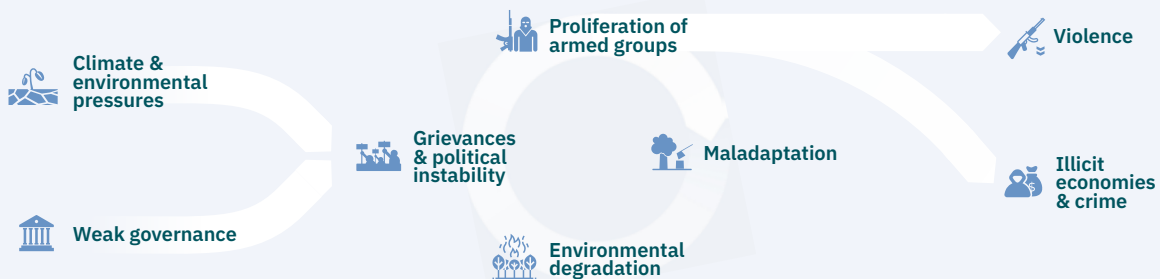 Climate &
environmental
pressures
Weak governance
Grievances
& political
instability
Proliferation of
armed groups
Maladaptation
Environmental
degradation
Violence
Illicit
economies
& crime